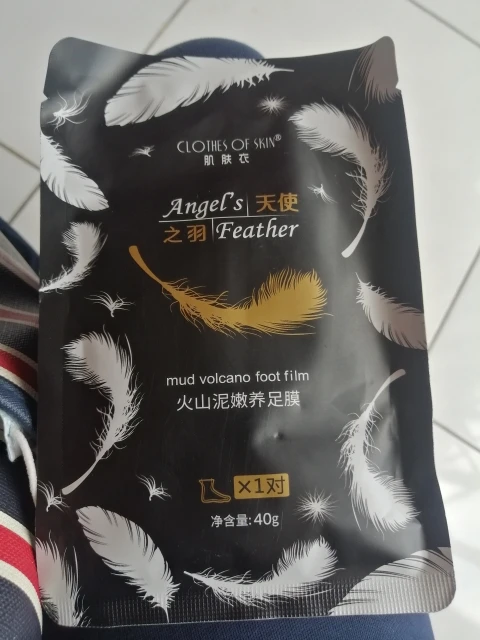 CLOTHES OF SKIN®
肌肤衣
Angel's 天使
之羽 Feather
mud volcano foot film
火山泥嫩养足膜
×1对
净含量: 40g